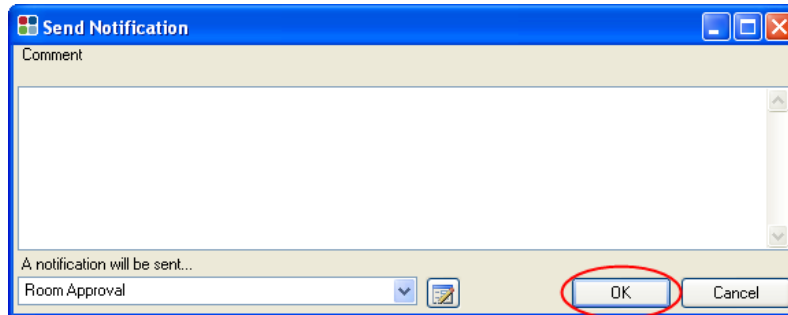 Send Notification
Comment
A notification will be sent...
Room Approval
OK
Cancel